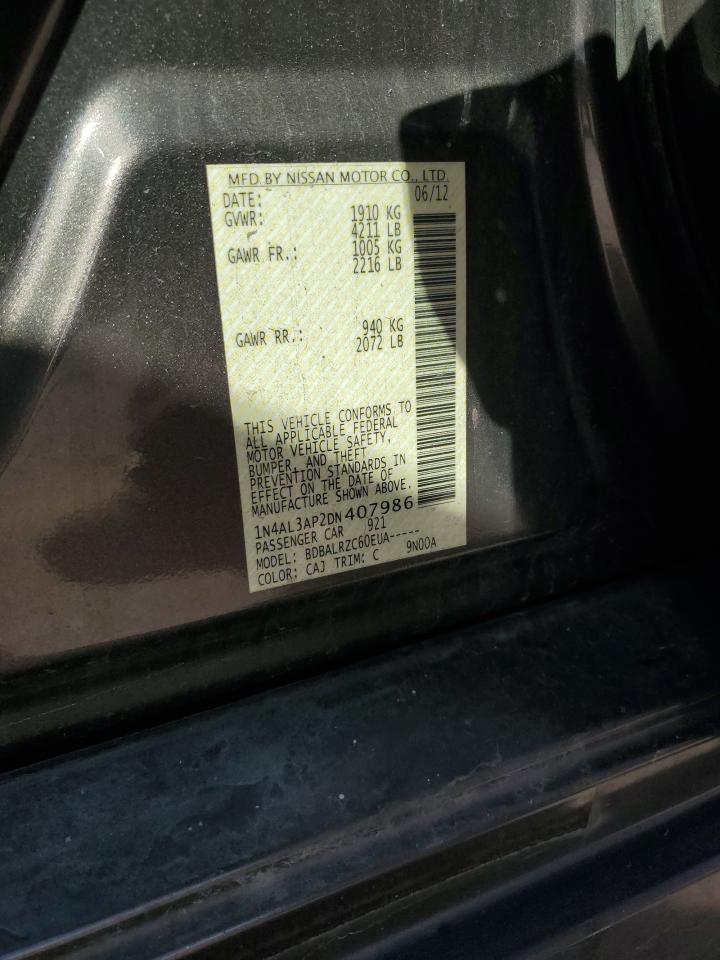 MFD. BY NISSAN MOTOR CO., LTD.
DATE: 06/12
GVWR: 1910 KG
4211 LB
GAWR FR.: 1005 KG
2216 LB
GAWR RR.: 940 KG
2072 LB
THIS VEHICLE CONFORMS TO
ALL APPLICABLE FEDERAL
MOTOR VEHICLE SAFETY,
BUMPER, AND THEFT
PREVENTION STANDARDS IN
EFFECT ON THE DATE OF
MANUFACTURE SHOWN ABOVE.
1N4AL3AP2DN407986
PASSENGER CAR 921
MODEL: BDBALRZC60EUA-----
COLOR: CAJ TRIM: C 9N00A